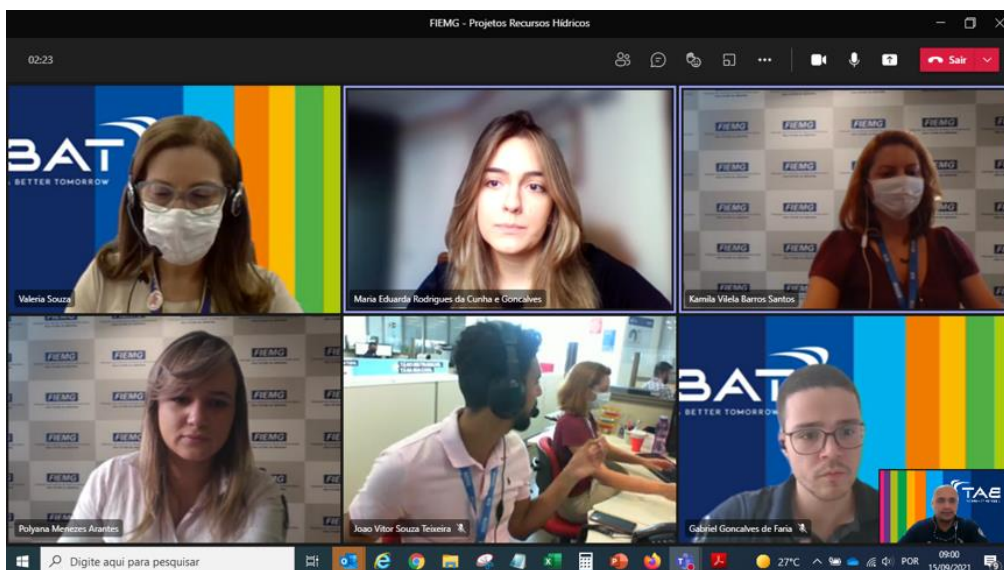 FIEMG - Projetos Recursos Hídricos
02:23
Sair
BAT
BETTER TOMORROW
Valeria Souza
Maria Eduarda Rodrigues da Cunha e Goncalves
FIEMG
Kamila Vilela Barros Santos
FIEMG
Polyana Menezes Arantes
Joao Vitor Souza Teixeira
BAT
A BETTER TOMORROW
Gabriel Goncalves de Faria
Digite aqui para pesquisar
27°C
POR
09:00
15/09/2021